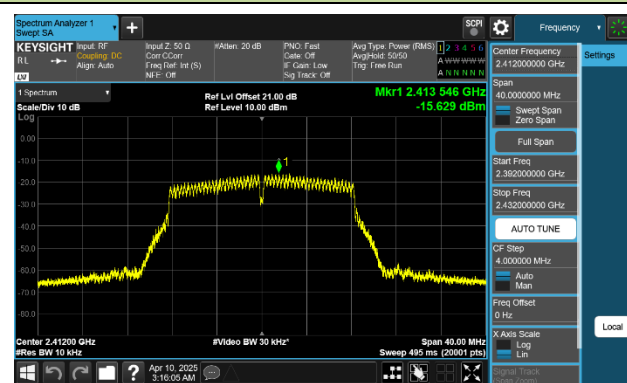 Spectrum Analyzer 1
Swept SA
SCPI
Frequency
KEYSIGHT
RL
Input: RF
Coupling: DC
Align: Auto
Input Z: 50 Ω
Corr CCorr
Freq Ref: Int (S)
NFE: Off
#Atten: 20 dB
PNO: Fast
Gate: Off
IF Gain: Low
Sig Track: Off
Avg Type: Power (RMS)
Avg|Hold: 50/50
Trig: Free Run
1 2 3 4 5 6
A W W W W W
A N N N N N
Center Frequency
2.412000000 GHz
Settings
Span
40.0000000 MHz
Swept Span
Zero Span
Full Span
Start Freq
2.392000000 GHz
Stop Freq
2.432000000 GHz
AUTO TUNE
CF Step
4.000000 MHz
Auto
Man
Freq Offset
0 Hz
X Axis Scale
Log
Lin
Signal Track
(Span Zoom)
Local
1 Spectrum
Scale/Div 10 dB
Log
Ref Lvl Offset 21.00 dB
Ref Level 10.00 dBm
Mkr1 2.413 546 GHz
-15.629 dBm
1
0.00
-10.0
-20.0
-30.0
-40.0
-50.0
-60.0
-70.0
-80.0
Center 2.41200 GHz
#Res BW 10 kHz
#Video BW 30 kHz*
Span 40.00 MHz
Sweep 495 ms (20001 pts)
?
Apr 10, 2025
3:16:05 AM